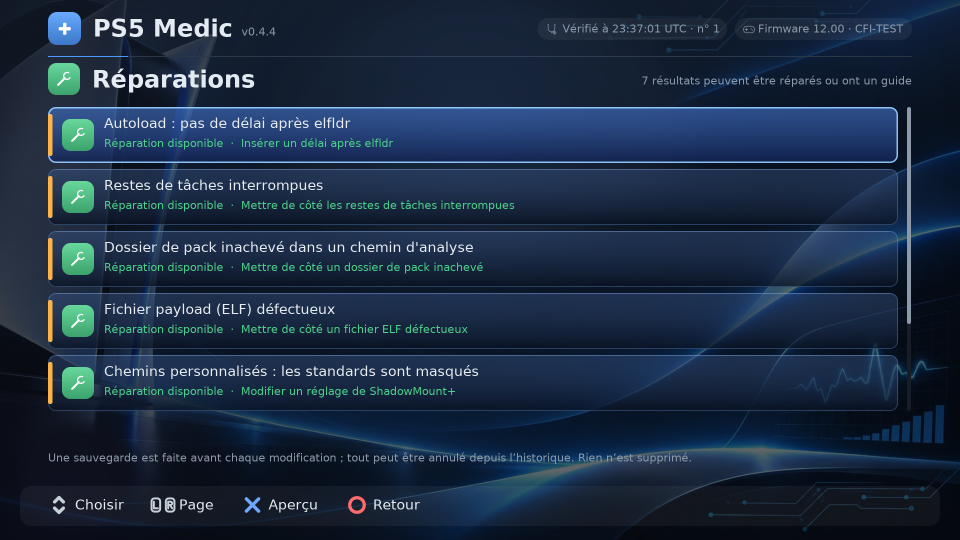 PS5 Medic v0.4.4
Vérifié à 23:37:01 UTC · n° 1
Firmware 12.00 · CFI-TEST
Réparations
7 résultats peuvent être réparés ou ont un guide
Autoload : pas de délai après elfldr
Réparation disponible · Insérer un délai après elfldr
Restes de tâches interrompues
Réparation disponible · Mettre de côté les restes de tâches interrompues
Dossier de pack inachevé dans un chemin d'analyse
Réparation disponible · Mettre de côté un dossier de pack inachevé
Fichier payload (ELF) défectueux
Réparation disponible · Mettre de côté un fichier ELF défectueux
Chemins personnalisés : les standards sont masqués
Réparation disponible · Modifier un réglage de ShadowMount+
Une sauvegarde est faite avant chaque modification ; tout peut être annulé depuis l’historique. Rien n’est supprimé.
Choisir L R Page Aperçu Retour